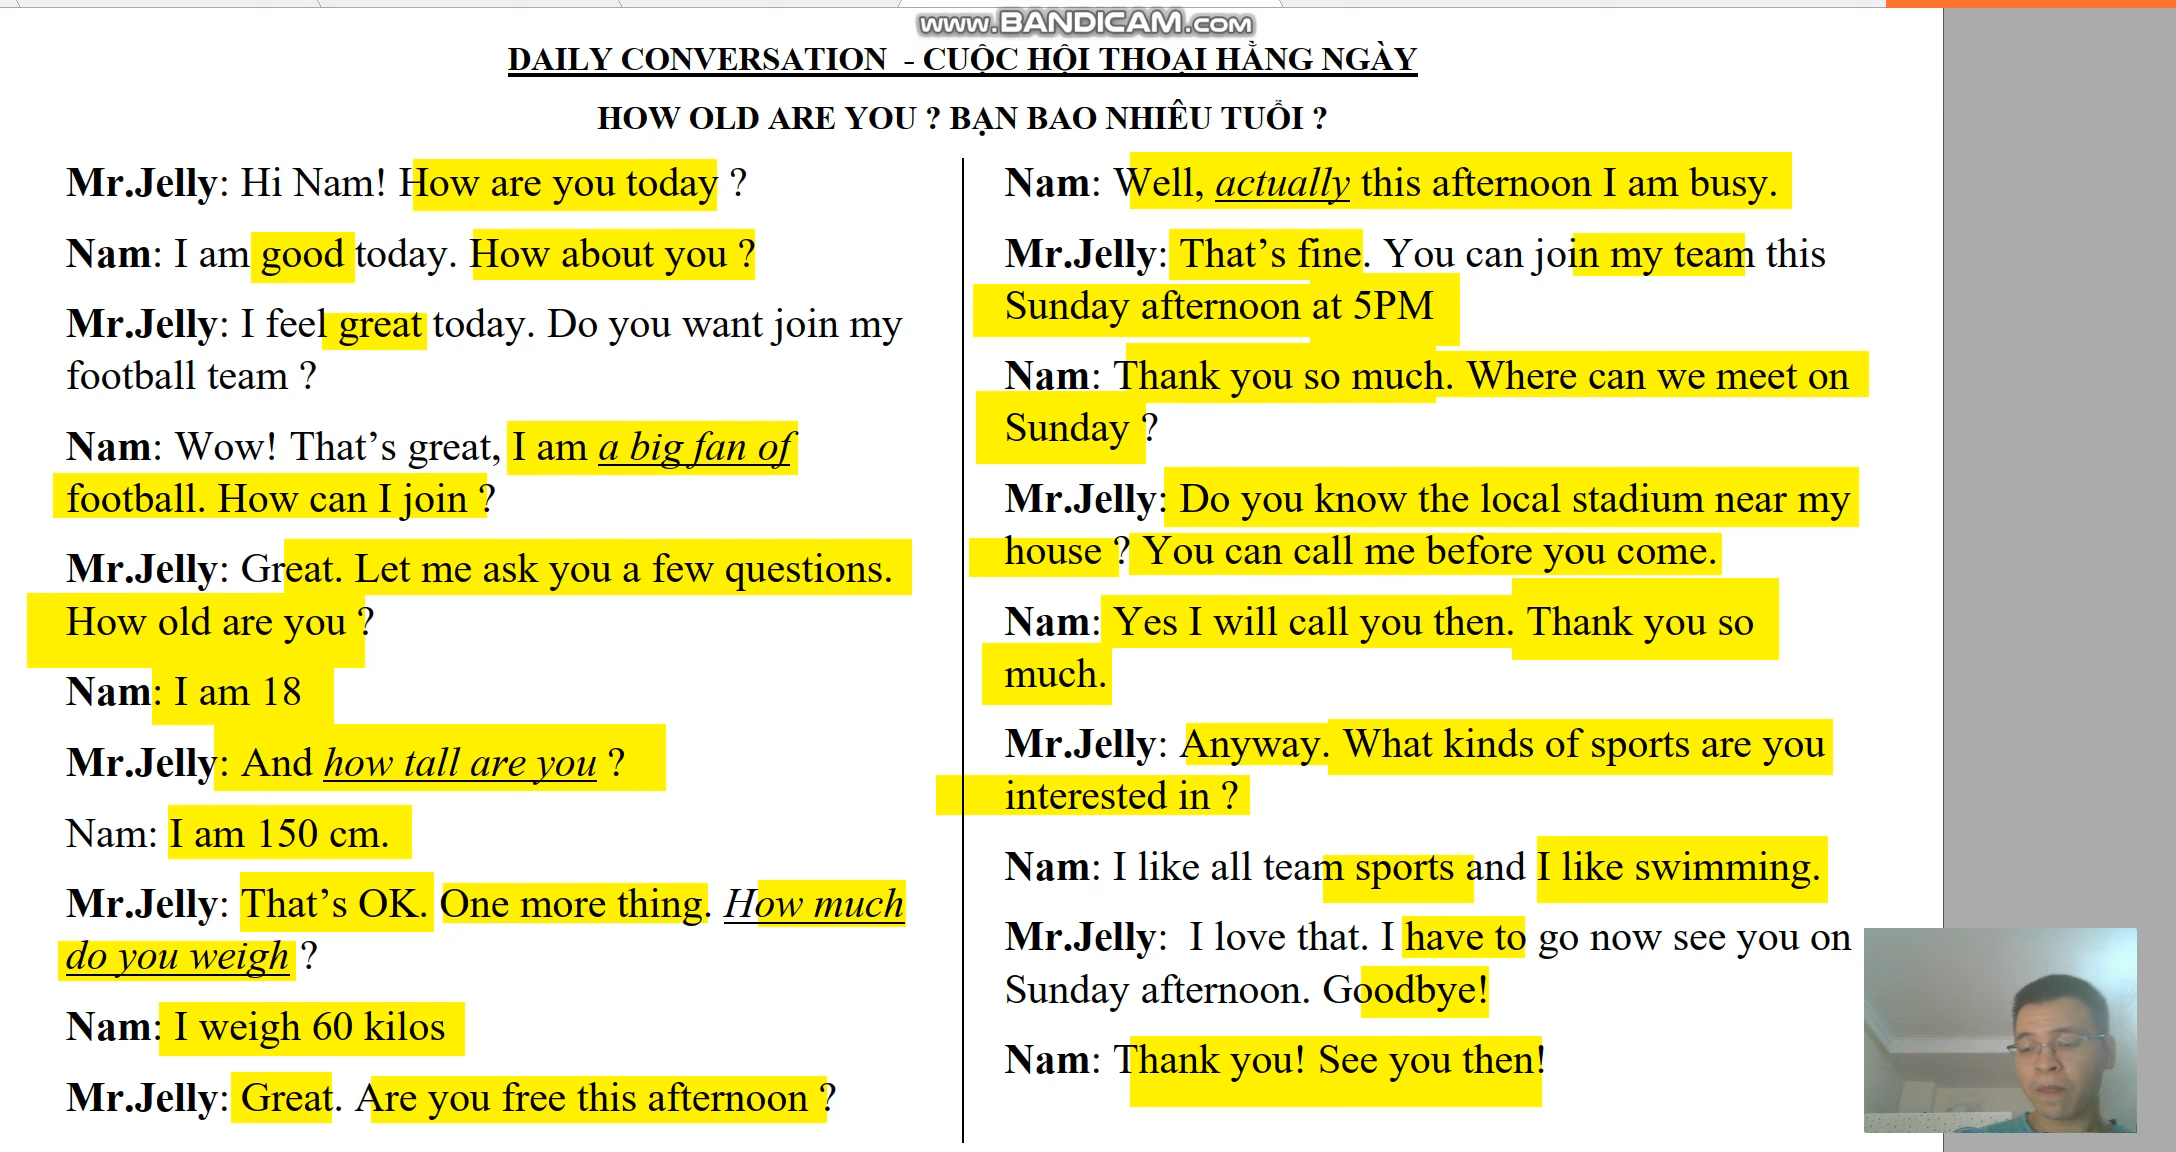 www.BANDICAM.com
DAILY CONVERSATION - CUỘC HỘI THOẠI HẰNG NGÀY
HOW OLD ARE YOU ? BẠN BAO NHIÊU TUỔI ?
Mr.Jelly: Hi Nam! How are you today ?
Nam: I am good today. How about you ?
Mr.Jelly: I feel great today. Do you want join my
football team ?
Nam: Wow! That's great, I am a big fan of
football. How can I join ?
Mr.Jelly: Great. Let me ask you a few questions.
How old are you ?
Nam: I am 18
Mr.Jelly: And how tall are you ?
Nam: I am 150 cm.
Mr.Jelly: That's OK. One more thing. How much
do you weigh ?
Nam: I weigh 60 kilos
Mr.Jelly: Great. Are you free this afternoon ?
Nam: Well, actually this afternoon I am busy.
Mr.Jelly: That's fine. You can join my team this
Sunday afternoon at 5PM
Nam: Thank you so much. Where can we meet on
Sunday ?
Mr.Jelly: Do you know the local stadium near my
house ? You can call me before you come.
Nam: Yes I will call you then. Thank you so
much.
Mr.Jelly: Anyway. What kinds of sports are you
interested in ?
Nam: I like all team sports and I like swimming.
Mr.Jelly: I love that. I have to go now see you on
Sunday afternoon. Goodbye!
Nam: Thank you! See you then!